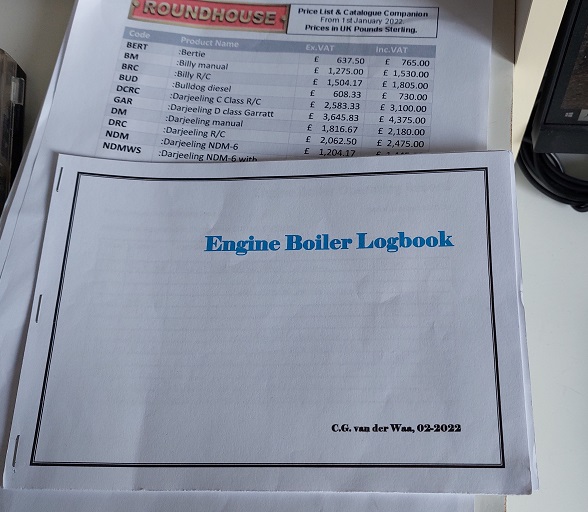 ROUNDHOUSE
Price List & Catalogue Companion
From 1st January 2022.
Prices in UK Pounds Sterling.
Code Product Name Ex.VAT Inc.VAT
BERT :Bertie £ 637.50 £ 765.00
BM :Billy manual £ 1,275.00 £ 1,530.00
BRC :Billy R/C £ 1,504.17 £ 1,805.00
BUD :Bulldog diesel £ 608.33 £ 730.00
DCRC :Darjeeling C Class R/C £ 2,583.33 £ 3,100.00
GAR :Darjeeling D class Garratt £ 3,645.83 £ 4,375.00
DM :Darjeeling manual £ 1,816.67 £ 2,180.00
DRC :Darjeeling R/C £ 2,062.50 £ 2,475.00
NDM :Darjeeling NDM-6 £ 1,204.17 £
NDMWS :Darjeeling NDM-6 with
Engine Boiler Logbook
C.G. van der Waa, 02-2022